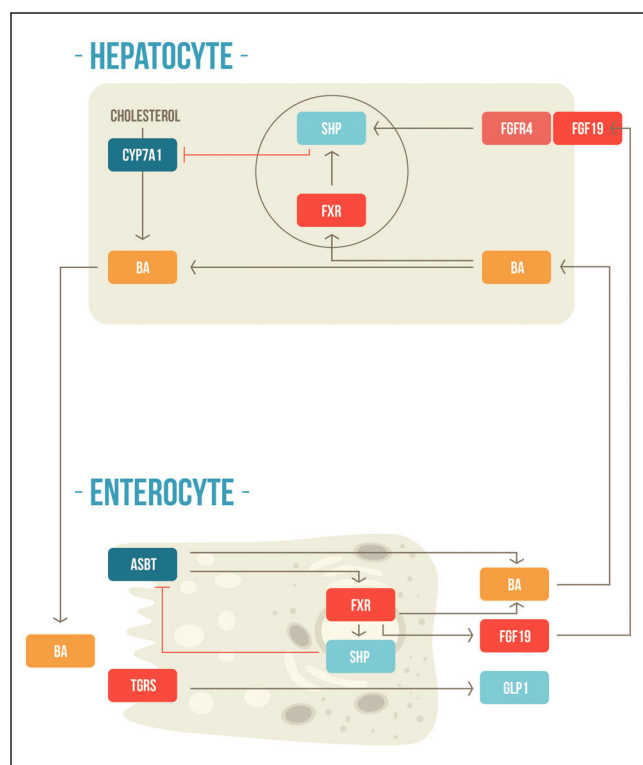 - HEPATOCYTE -
CHOLESTEROL
SHP
FGFR4
FGF19
CYP7A1
FXR
BA
BA
- ENTEROCYTE -
ASBT
BA
FXR
FGF19
BA
SHP
TGRS
GLP1